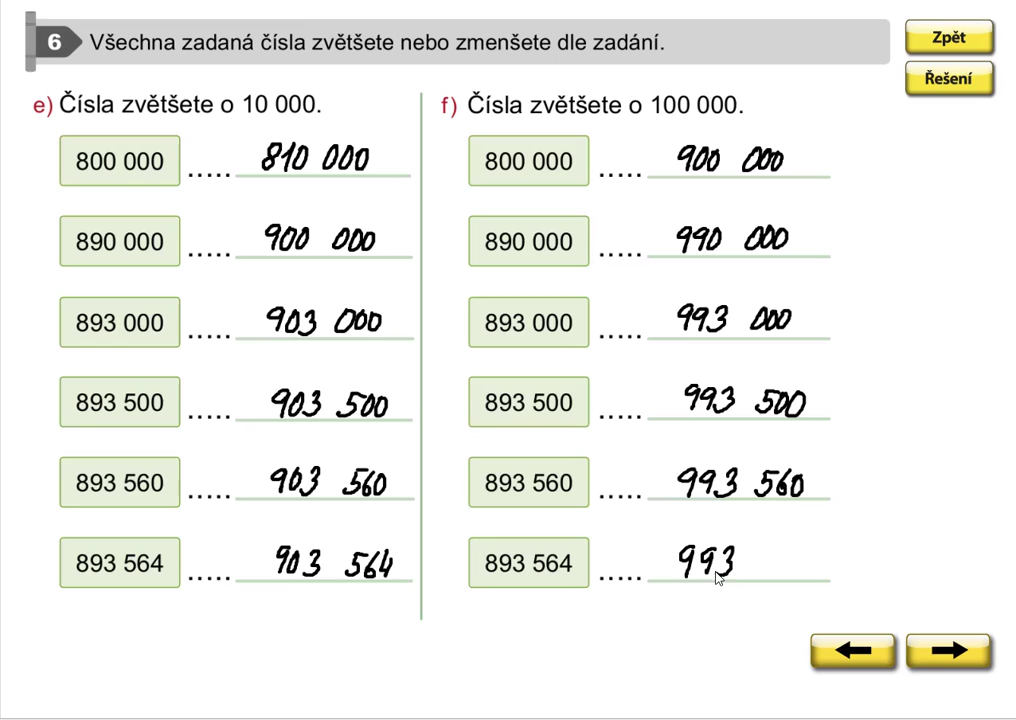 6 Všechna zadaná čísla zvětšete nebo zmenšete dle zadání.
Zpět
Řešení
e) Čísla zvětšete o 10 000.
800 000 ..... 810 000
890 000 ..... 900 000
893 000 ..... 903 000
893 500 ..... 903 500
893 560 ..... 903 560
893 564 ..... 903 564
f) Čísla zvětšete o 100 000.
800 000 ..... 900 000
890 000 ..... 990 000
893 000 ..... 993 000
893 500 ..... 993 500
893 560 ..... 993 560
893 564 ..... 993